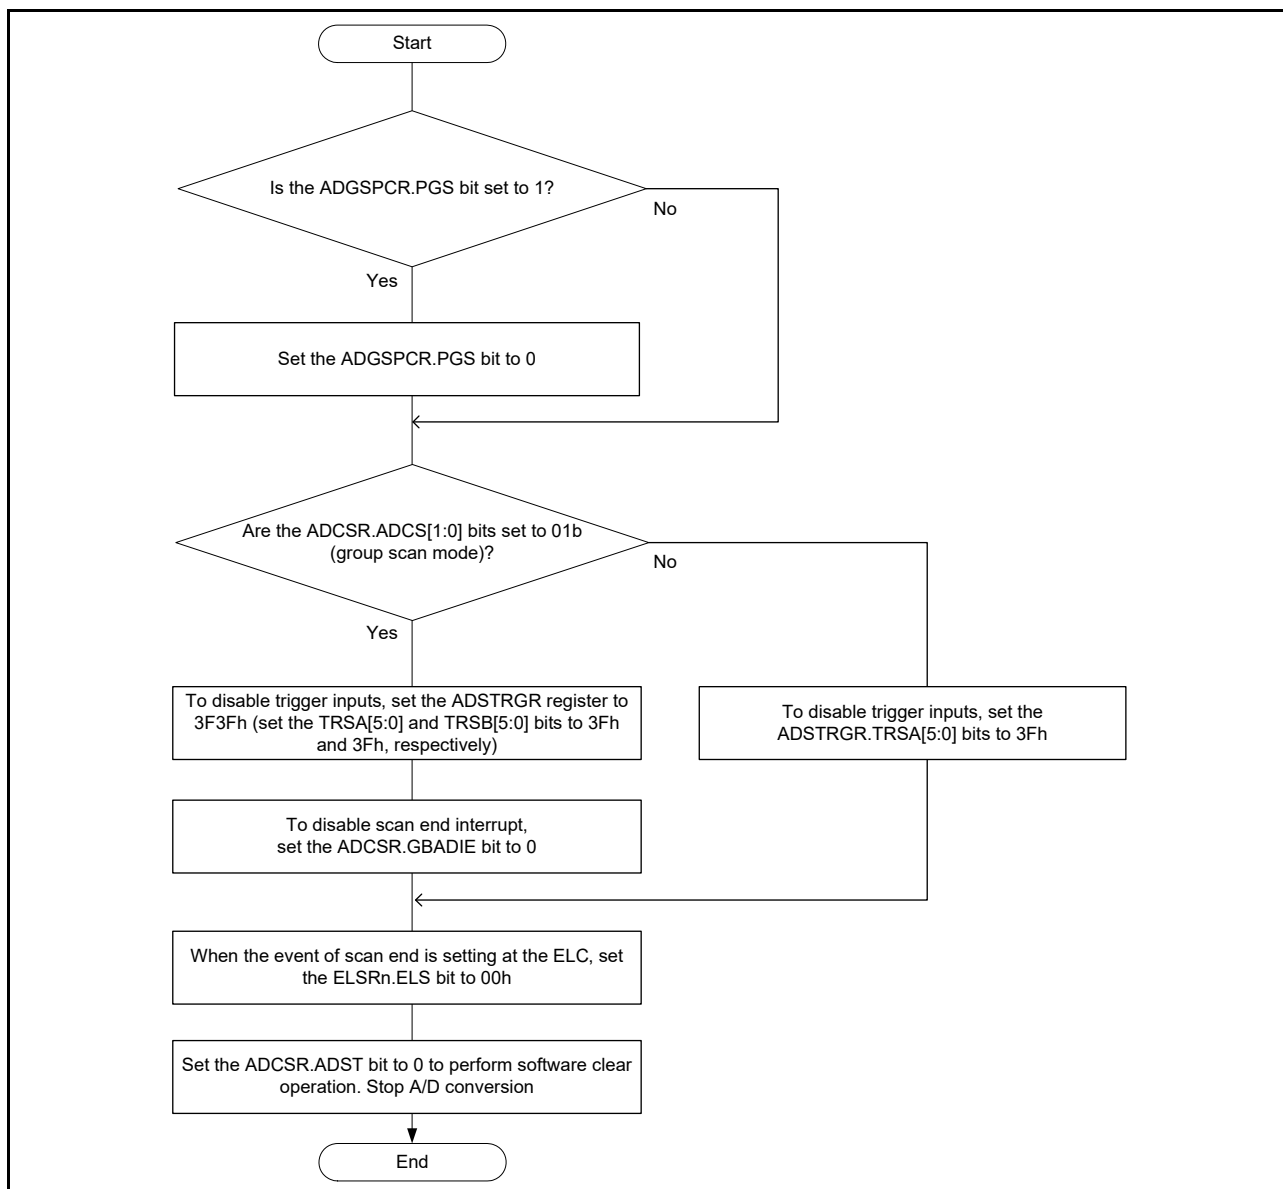 Start
Is the ADGSPCR.PGS bit set to 1?
No
Yes
Set the ADGSPCR.PGS bit to 0
Are the ADCSR.ADCS[1:0] bits set to 01b
(group scan mode)?
No
Yes
To disable trigger inputs, set the ADSTRGR register to
3F3Fh (set the TRSA[5:0] and TRSB[5:0] bits to 3Fh
and 3Fh, respectively)
To disable trigger inputs, set the
ADSTRGR.TRSA[5:0] bits to 3Fh
To disable scan end interrupt,
set the ADCSR.GBADIE bit to 0
When the event of scan end is setting at the ELC, set
the ELSRn.ELS bit to 00h
Set the ADCSR.ADST bit to 0 to perform software clear
operation. Stop A/D conversion
End